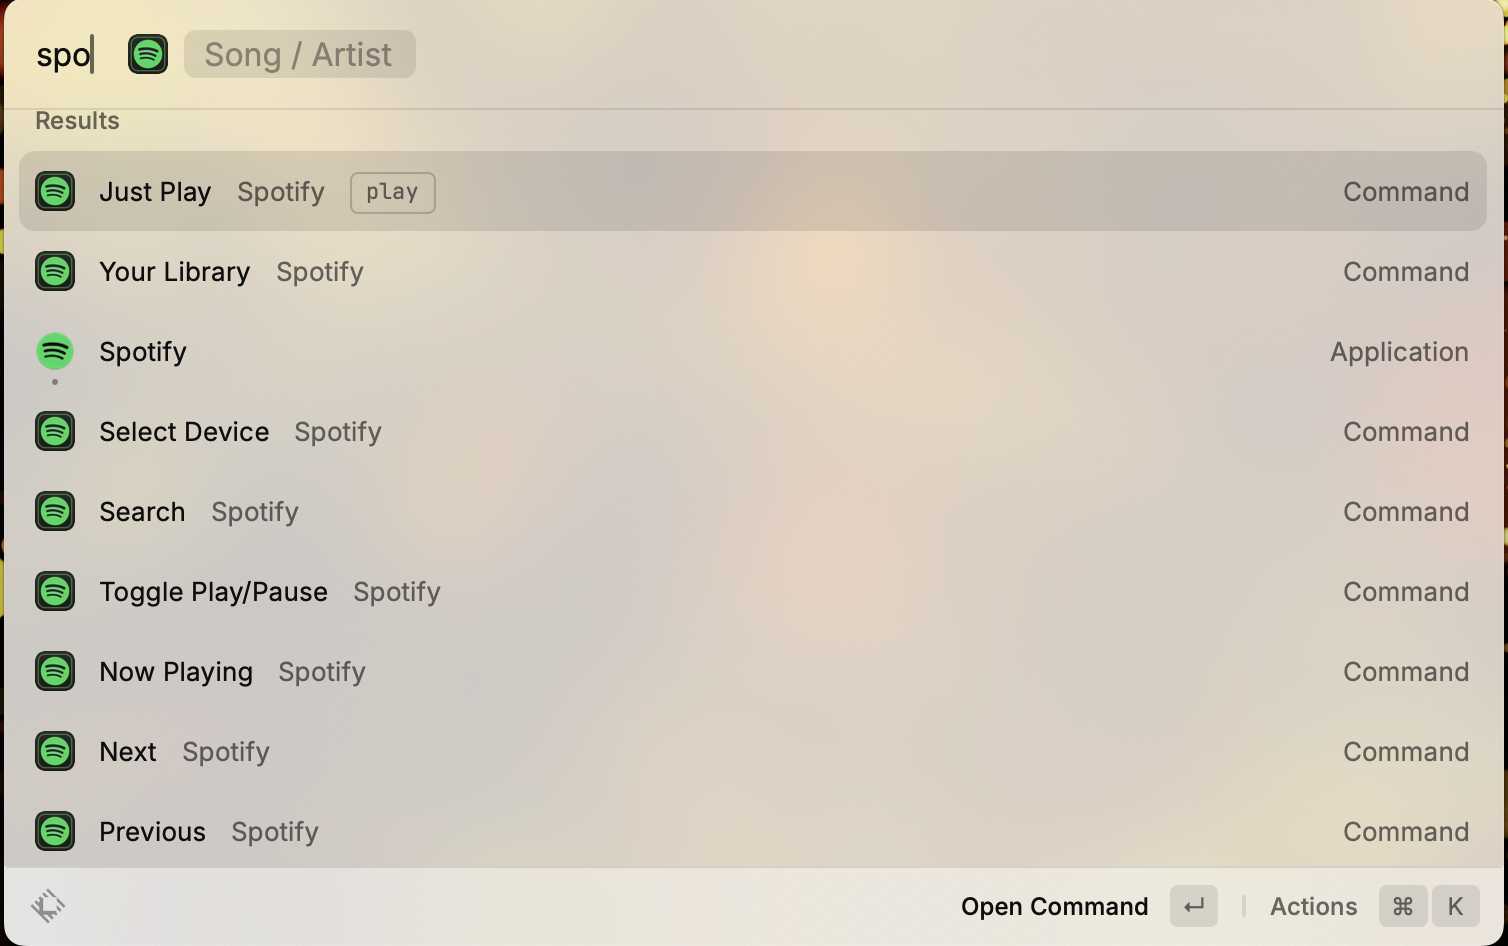 spo Song / Artist
Results
Just Play Spotify play Command
Your Library Spotify Command
Spotify Application
Select Device Spotify Command
Search Spotify Command
Toggle Play/Pause Spotify Command
Now Playing Spotify Command
Next Spotify Command
Previous Spotify Command
Open Command ↵ Actions ⌘ K